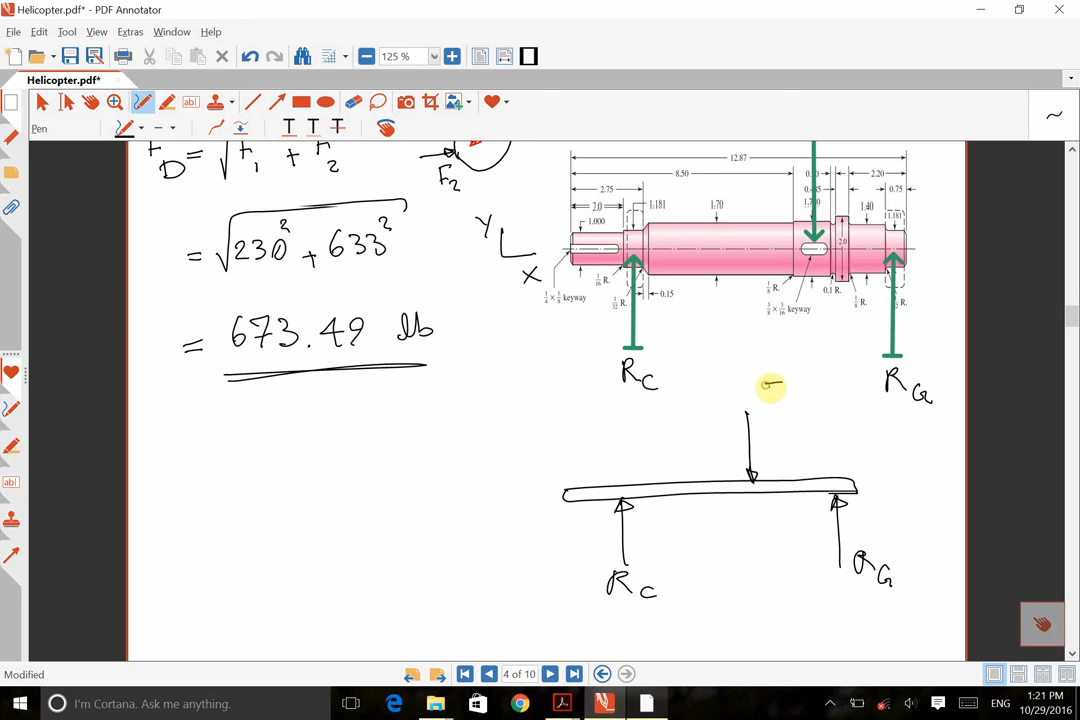 Helicopter.pdf* - PDF Annotator
File Edit Tool View Extras Window Help
125 %
Helicopter.pdf*
Pen
F_D = √F_1 + F_2
F_2
= √230² + 633²
= 673.49 lb
Y
X
12.87
8.50
2.20
2.75
0.75
2.0
1.181
1.70
1.40
1.181
1.000
2.0
1/16 R.
1/32 R.
0.15
1/4 × 1/8 keyway
1/8 R.
3/8 × 3/16 keyway
0.1 R.
1/8 R.
R_C
R_G
R_C
R_G
Modified
4 of 10
I'm Cortana. Ask me anything.
ENG
1:21 PM
10/29/2016